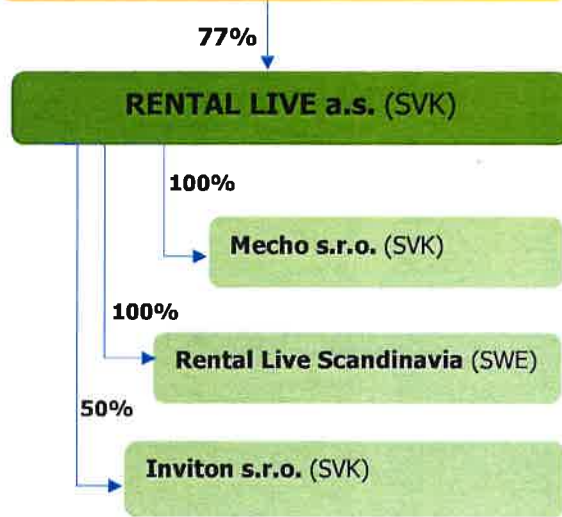 77%
RENTAL LIVE a.s. (SVK)
100%
Mecho s.r.o. (SVK)
100%
Rental Live Scandinavia (SWE)
50%
Inviton s.r.o. (SVK)